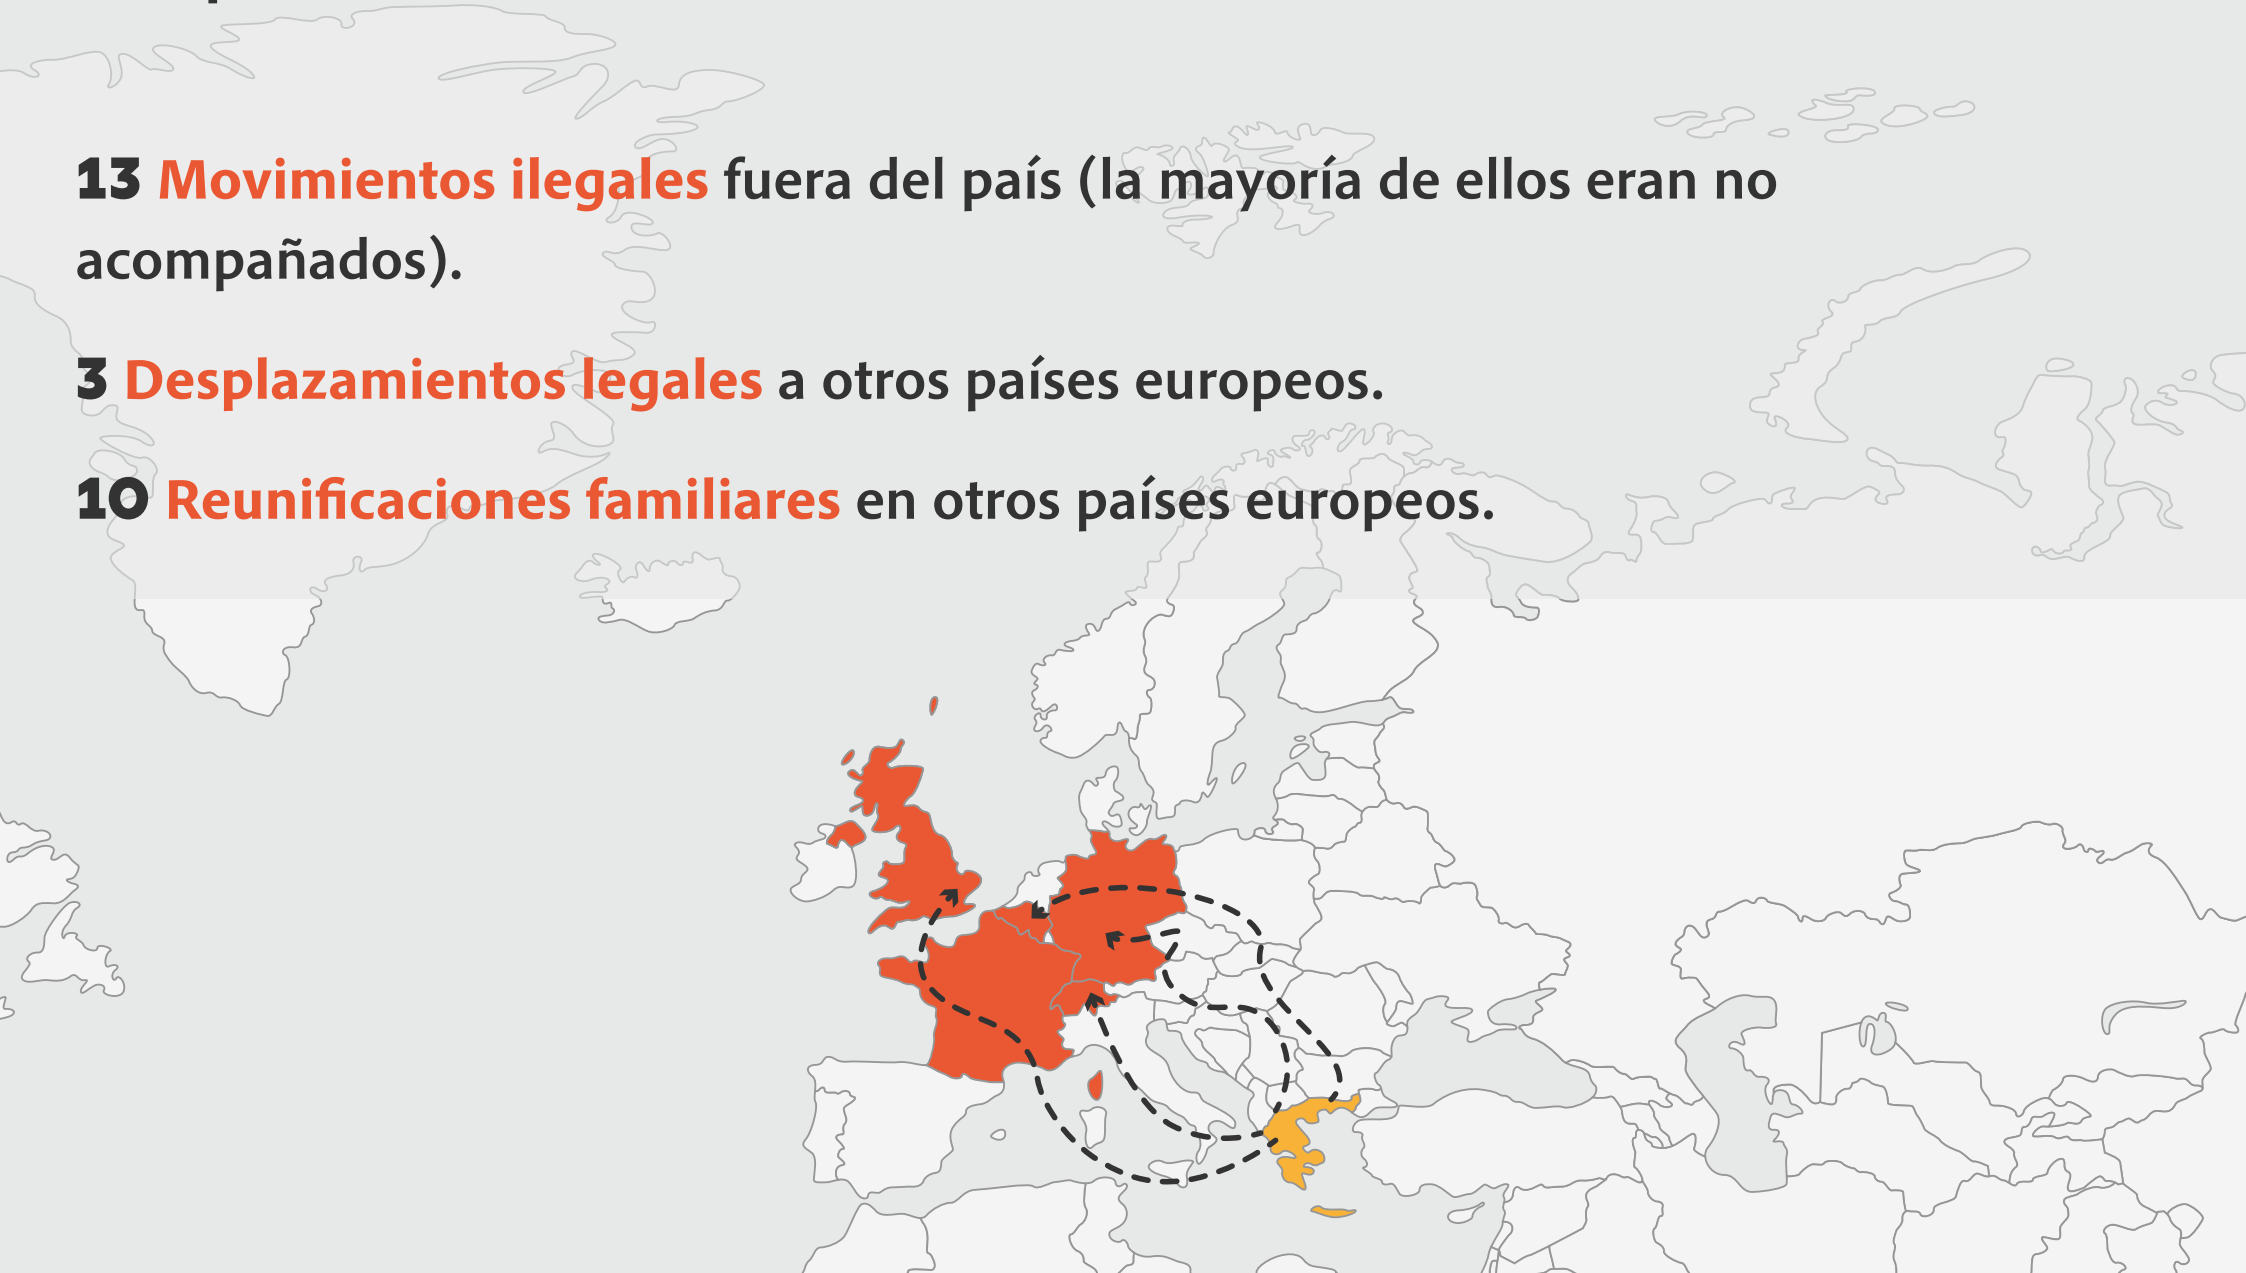 13 Movimientos ilegales fuera del país (la mayoría de ellos eran no
acompañados).
3 Desplazamientos legales a otros países europeos.
10 Reunificaciones familiares en otros países europeos.